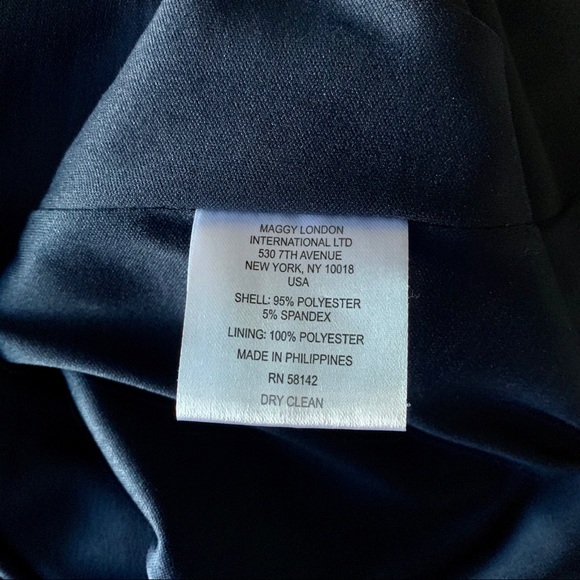 MAGGY LONDON
INTERNATIONAL LTD
530 7TH AVENUE
NEW YORK, NY 10018
USA
SHELL: 95% POLYESTER
5% SPANDEX
LINING: 100% POLYESTER
MADE IN PHILIPPINES
RN 58142
DRY CLEAN